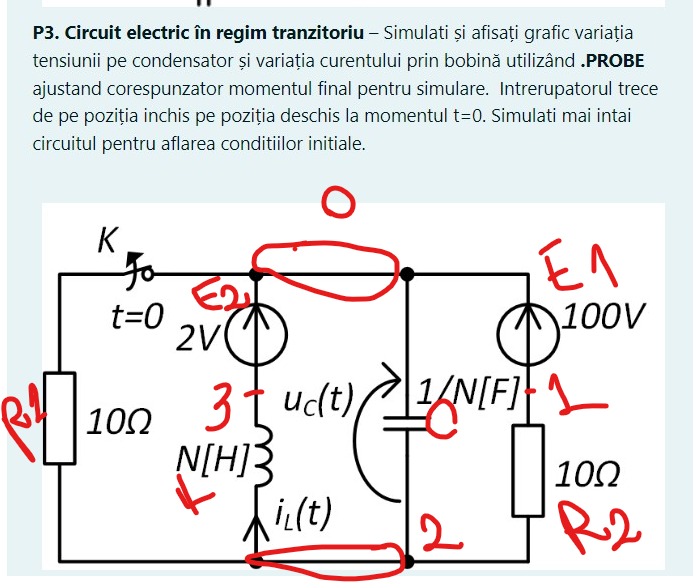 P3. Circuit electric în regim tranzitoriu – Simulati și afisați grafic variația
tensiunii pe condensator și variația curentului prin bobină utilizând .PROBE
ajustand corespunzator momentul final pentru simulare. Intrerupatorul trece
de pe poziția inchis pe poziția deschis la momentul t=0. Simulati mai intai
circuitul pentru aflarea conditiilor initiale.
0
K
E1
t=0
E2
2V
100V
R1
10Ω
3
uC(t)
1/N[F]
1
C
N[H]
10Ω
iL(t)
2
R2